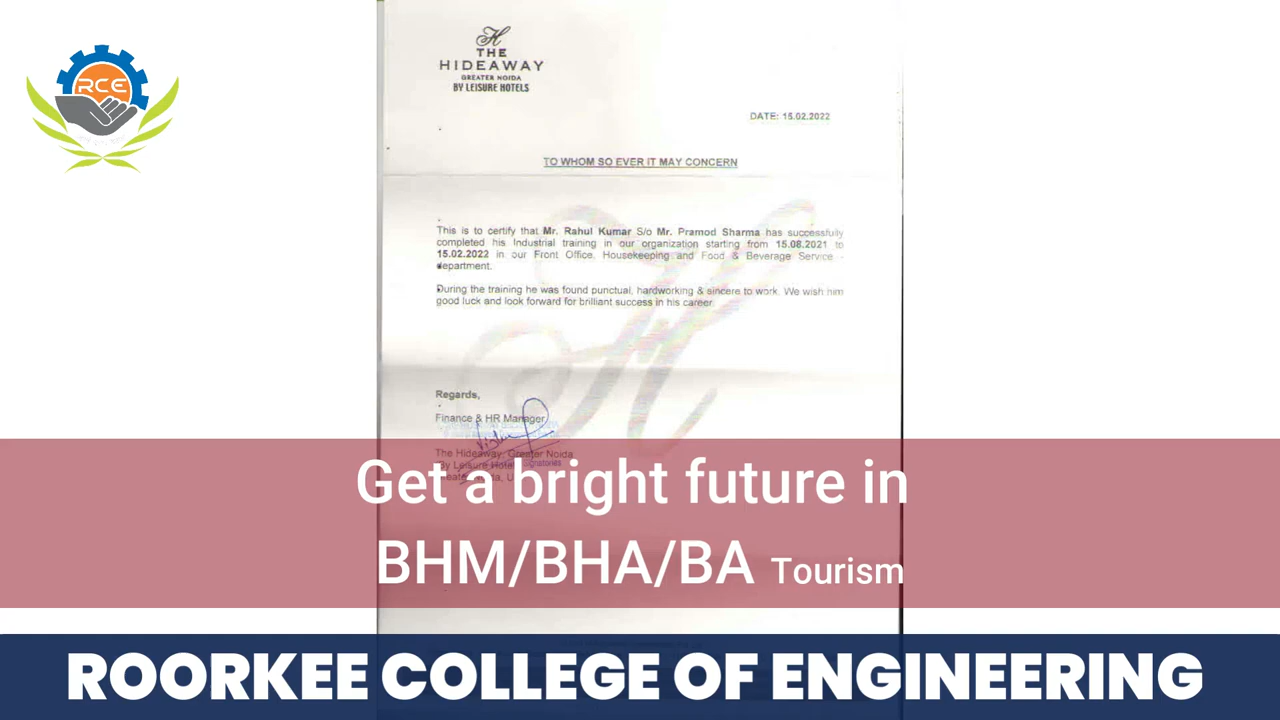 RCE
H
THE
HIDEAWAY
GREATER NOIDA
BY LEISURE HOTELS
DATE: 15.02.2022
TO WHOM SO EVER IT MAY CONCERN
This is to certify that Mr. Rahul Kumar S/o Mr. Pramod Sharma has successfully
completed his Industrial training in our organization starting from 15.08.2021 to
15.02.2022 in our Front Office, Housekeeping and Food & Beverage Service -
department.
During the training he was found punctual, hardworking & sincere to work. We wish him
good luck and look forward for brilliant success in his career.
Regards,
Finance & HR Manager
The Hideaway, Greater Noida
By Leisure
Get a bright future in
BHM/BHA/BA Tourism
ROORKEE COLLEGE OF ENGINEERING